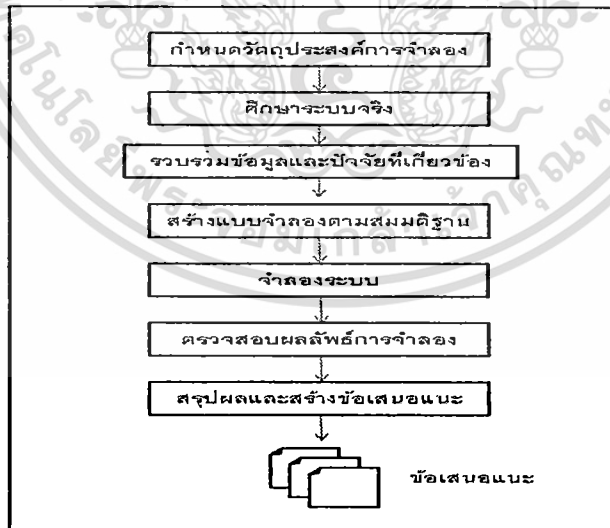 กำหนดวัตถุประสงค์การจำลอง
ศึกษาระบบจริง
รวบรวมข้อมูลและปัจจัยที่เกี่ยวข้อง
สร้างแบบจำลองตามสมมติฐาน
จำลองระบบ
ตรวจสอบผลลัพธ์การจำลอง
สรุปผลและสร้างข้อเสนอแนะ
ข้อเสนอแนะ